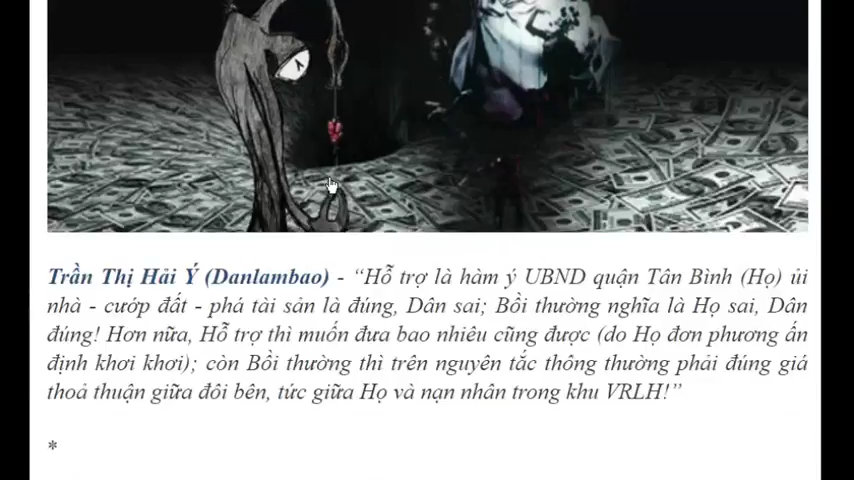 Trần Thị Hải Ý (Danlambao) - “Hỗ trợ là hàm ý UBND quận Tân Bình (Họ) ủi
nhà - cướp đất - phá tài sản là đúng, Dân sai; Bồi thường nghĩa là Họ sai, Dân
đúng! Hơn nữa, Hỗ trợ thì muốn đưa bao nhiêu cũng được (do Họ đơn phương ấn
định khơi khơi); còn Bồi thường thì trên nguyên tắc thông thường phải đúng giá
thoả thuận giữa đôi bên, tức giữa Họ và nạn nhân trong khu VRLH!”
*